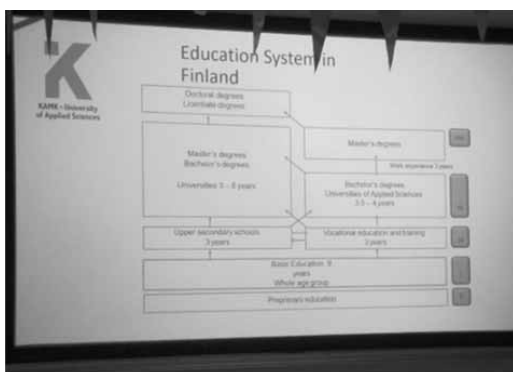 Education System in
Finland
KAMK - University
of Applied Sciences
Doctoral degrees
Licentiate degrees
Master's degrees
Master's degrees
Bachelor's degrees
Work experience 3 years
Universities 5 – 6 years
Bachelor's degrees
Universities of Applied Sciences
3.5 – 4 years
Upper secondary schools
3 years
Vocational education and training
3 years
Basic Education 9
years
Whole age group
Preprimary education